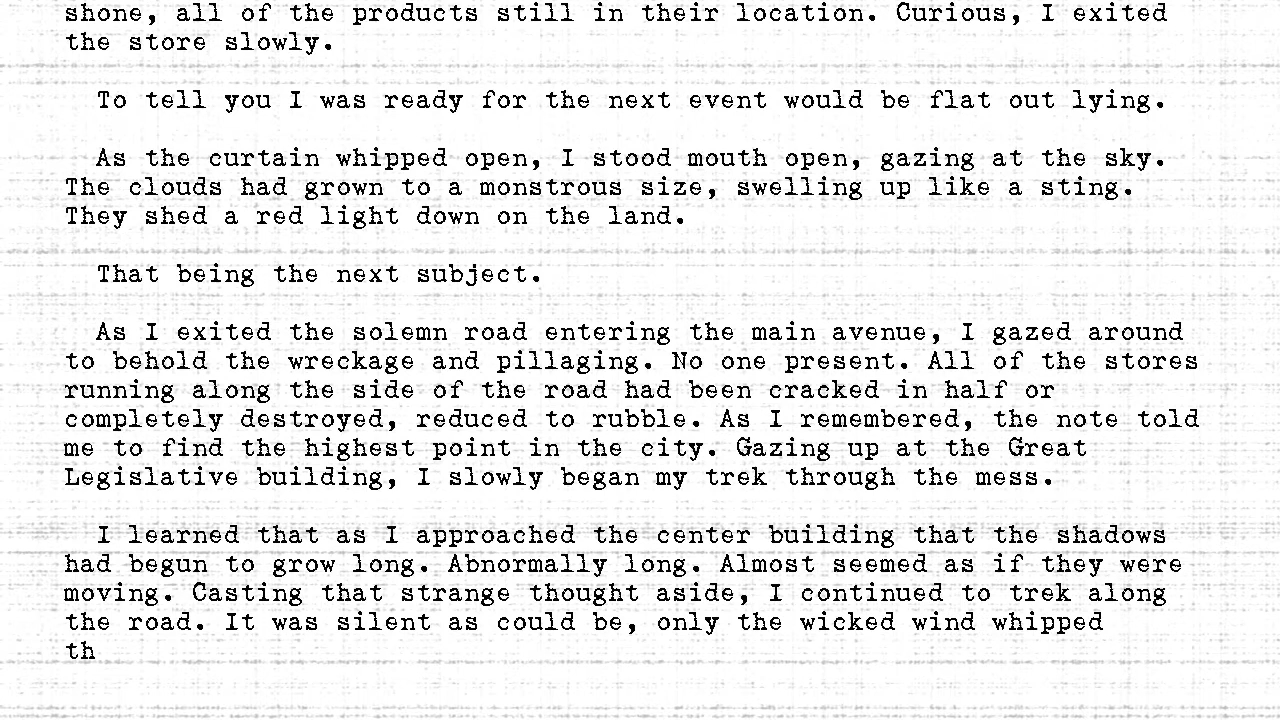 shone, all of the products still in their location. Curious, I exited
the store slowly.
To tell you I was ready for the next event would be flat out lying.
As the curtain whipped open, I stood mouth open, gazing at the sky.
The clouds had grown to a monstrous size, swelling up like a sting.
They shed a red light down on the land.
That being the next subject.
As I exited the solemn road entering the main avenue, I gazed around
to behold the wreckage and pillaging. No one present. All of the stores
running along the side of the road had been cracked in half or
completely destroyed, reduced to rubble. As I remembered, the note told
me to find the highest point in the city. Gazing up at the Great
Legislative building, I slowly began my trek through the mess.
I learned that as I approached the center building that the shadows
had begun to grow long. Abnormally long. Almost seemed as if they were
moving. Casting that strange thought aside, I continued to trek along
the road. It was silent as could be, only the wicked wind whipped
th